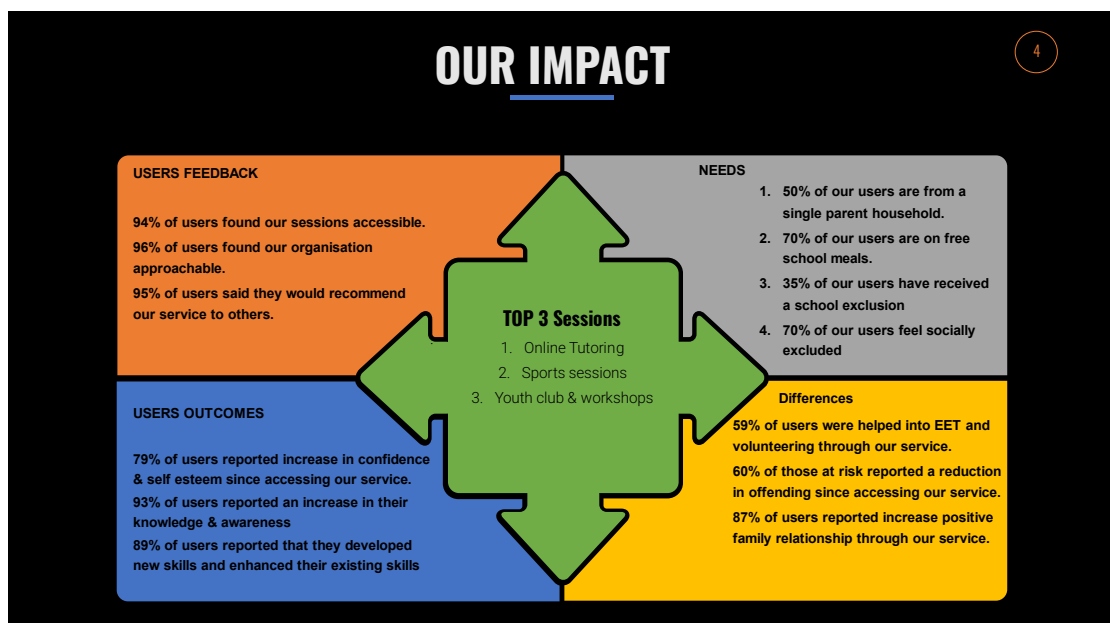 OUR IMPACT
4
USERS FEEDBACK
94% of users found our sessions accessible.
96% of users found our organisation
approachable.
95% of users said they would recommend
our service to others.
NEEDS
1. 50% of our users are from a
single parent household.
2. 70% of our users are on free
school meals.
3. 35% of our users have received
a school exclusion
4. 70% of our users feel socially
excluded
TOP 3 Sessions
1. Online Tutoring
2. Sports sessions
3. Youth club & workshops
USERS OUTCOMES
79% of users reported increase in confidence
& self esteem since accessing our service.
93% of users reported an increase in their
knowledge & awareness
89% of users reported that they developed
new skills and enhanced their existing skills
Differences
59% of users were helped into EET and
volunteering through our service.
60% of those at risk reported a reduction
in offending since accessing our service.
87% of users reported increase positive
family relationship through our service.